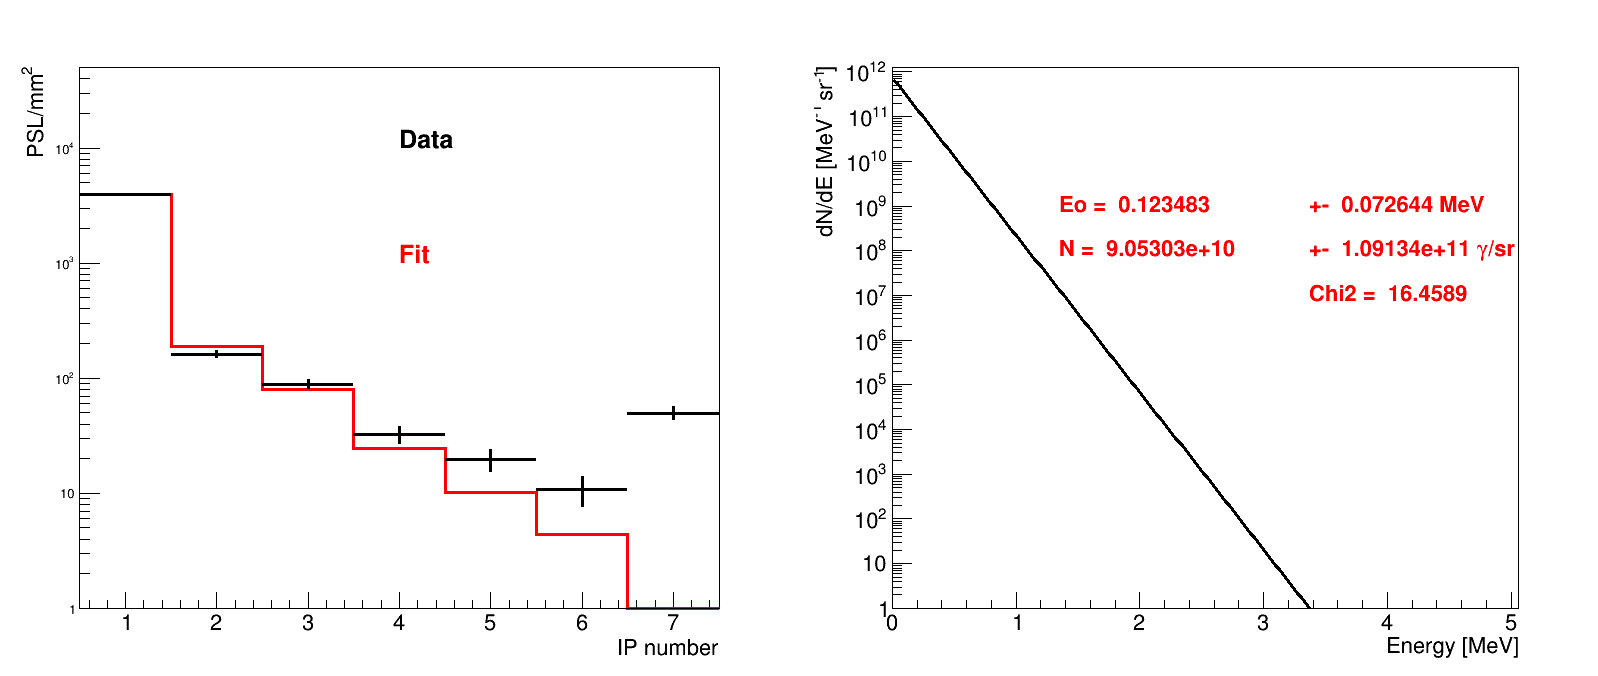 PSL/mm²
10⁴
10³
10²
10
1
Data
Fit
1 2 3 4 5 6 7
IP number
dN/dE [MeV⁻¹ sr⁻¹]
10¹²
10¹¹
10¹⁰
10⁹
10⁸
10⁷
10⁶
10⁵
10⁴
10³
10²
10
1
Eo = 0.123483 +- 0.072644 MeV
N = 9.05303e+10 +- 1.09134e+11 γ/sr
Chi2 = 16.4589
0 1 2 3 4 5
Energy [MeV]